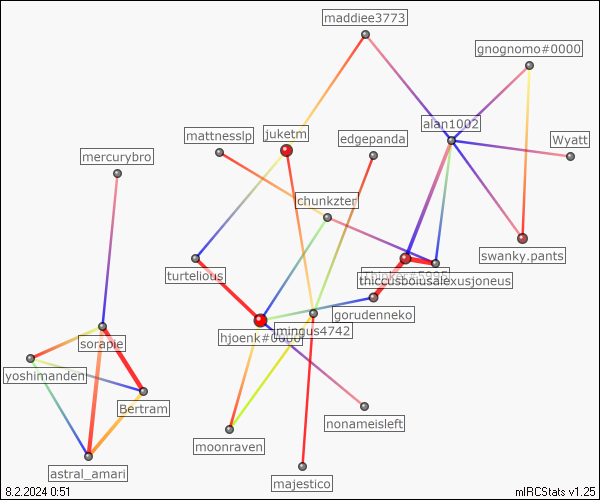 maddiee3773
gnognomo#0000
alan1002
mattnesslp
juketm
edgepanda
Wyatt
mercurybro
chunkzter
swanky.pants
turtelious
thiccusboiusalexusjoneus
gorudenneko
hjoenk#0000
mingus4742
sorapie
yoshimanden
Bertram
nonameisleft
moonraven
astral_amari
majestico
8.2.2024 0:51
mIRCStats v1.25